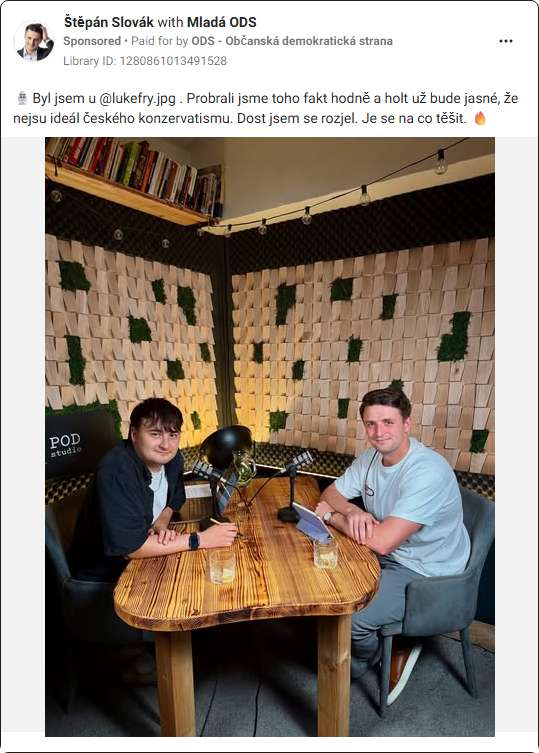 Štěpán Slovák with Mladá ODS
Sponsored • Paid for by ODS - Občanská demokratická strana
Library ID: 1280861013491528
🎙️ Byl jsem u @lukefry.jpg . Probrali jsme toho fakt hodně a holt už bude jasné, že
nejsu ideál českého konzervatismu. Dost jsem se rozjel. Je se na co těšit. 🔥
POD
studio